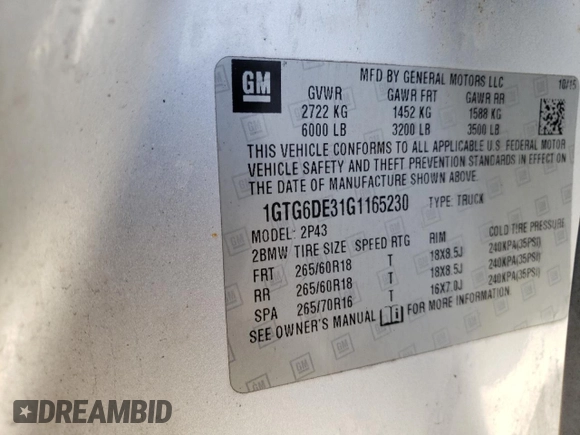 GM
MFD BY GENERAL MOTORS LLC 10/15
GVWR GAWR FRT GAWR RR
2722 KG 1452 KG 1588 KG
6000 LB 3200 LB 3500 LB
THIS VEHICLE CONFORMS TO ALL APPLICABLE U.S. FEDERAL MOTOR
VEHICLE SAFETY AND THEFT PREVENTION STANDARDS IN EFFECT ON
THE DATE OF MANUFACTURE SHOWN ABOVE.
1GTG6DE31G1165230 TYPE: TRUCK
MODEL: 2P43
2BMW TIRE SIZE SPEED RTG RIM COLD TIRE PRESSURE
FRT 265/60R18 T 18X8.5J 240KPA(35PSI)
RR 265/60R18 T 18X8.5J 240KPA(35PSI)
SPA 265/70R16 T 16X7.0J 240KPA(35PSI)
SEE OWNER'S MANUAL FOR MORE INFORMATION.
DREAMBID